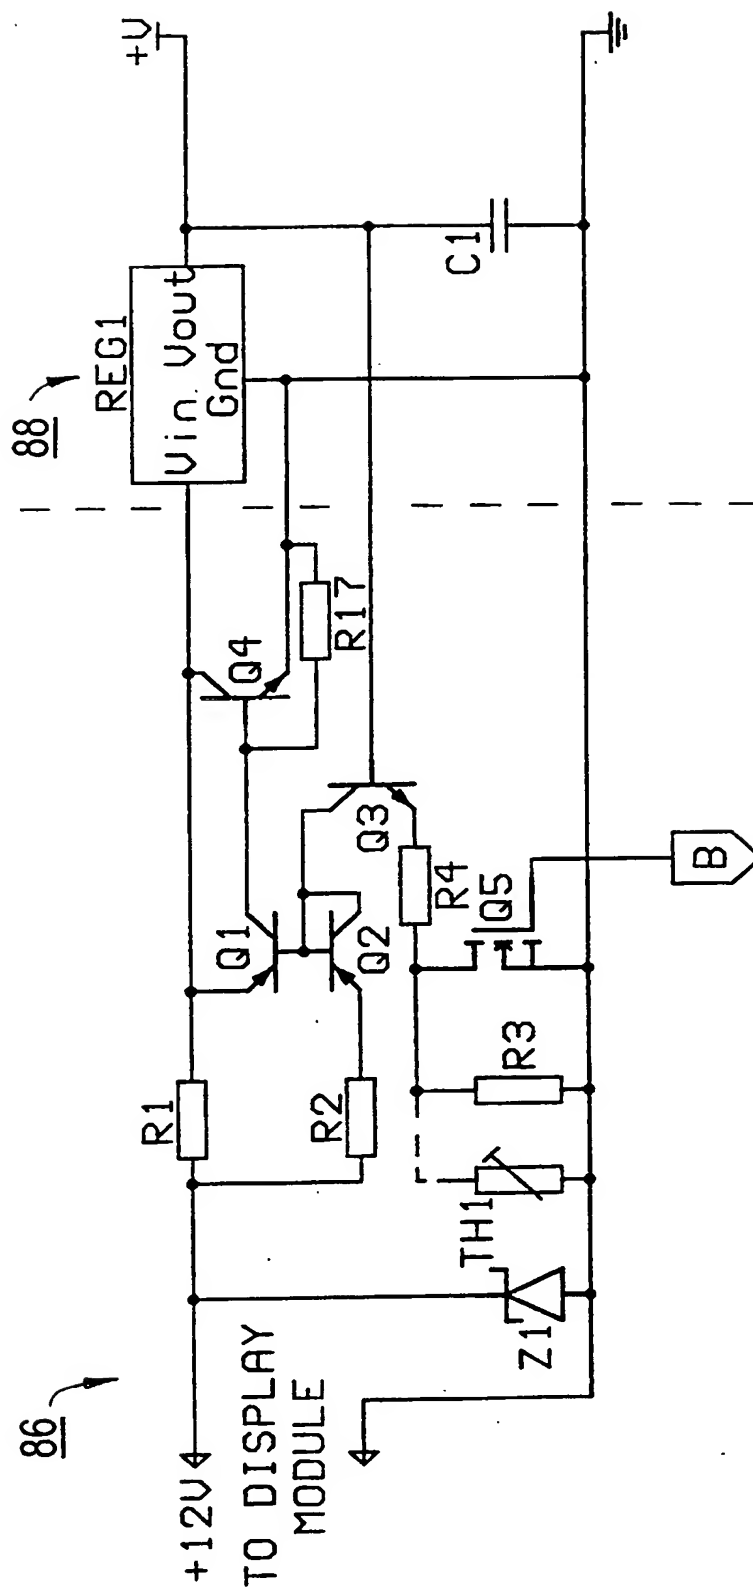 86
88
+12V
TO DISPLAY
MODULE
R1
R2
Q1
Q2
Q4
R17
REG1
Vin Vout
Gnd
+V
Z1
TH1
R3
R4
Q5
Q3
B
C1